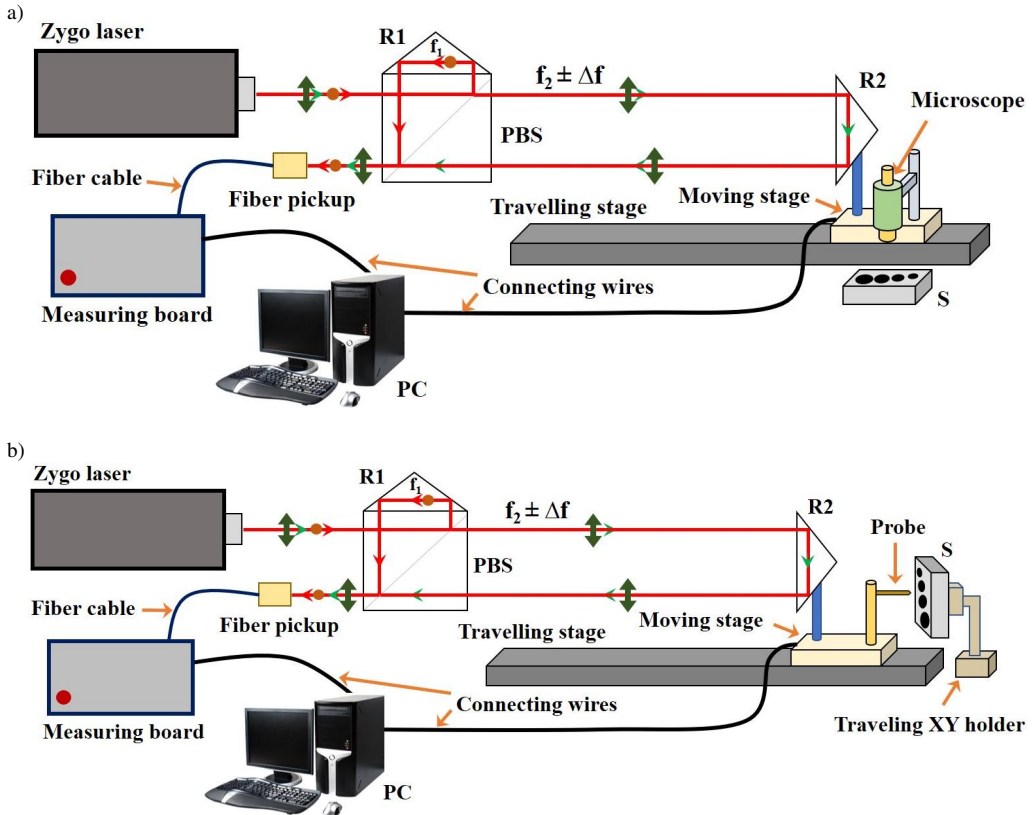 a)
Zygo laser
R1
f₁
f₂ ± Δf
R2
Microscope
PBS
Fiber cable
Fiber pickup
Moving stage
Travelling stage
Connecting wires
S
Measuring board
PC
b)
Zygo laser
R1
f₁
f₂ ± Δf
R2
Probe
S
PBS
Fiber cable
Fiber pickup
Moving stage
Travelling stage
Connecting wires
Traveling XY holder
Measuring board
PC